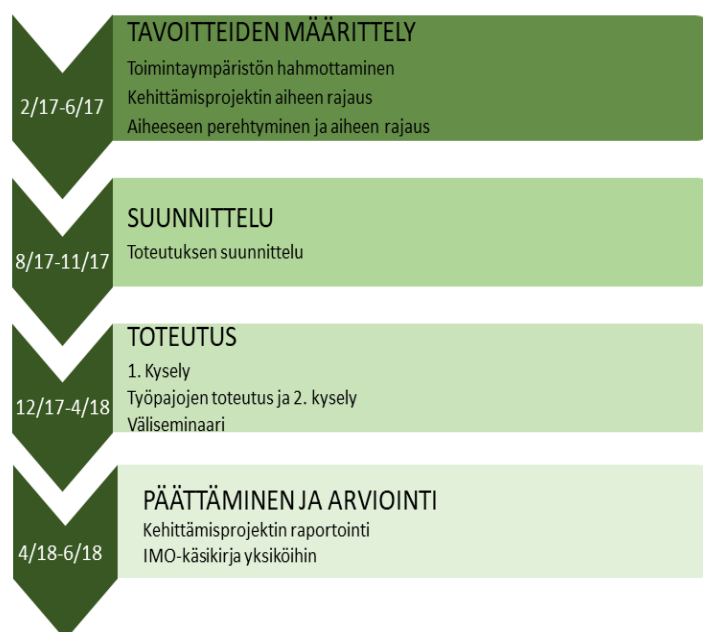 TAVOITTEIDEN MÄÄRITTELY
Toimintaympäristön hahmottaminen
2/17-6/17
Kehittämisprojektin aiheen rajaus
Aiheeseen perehtyminen ja aiheen rajaus
SUUNNITTELU
8/17-11/17
Toteutuksen suunnittelu
TOTEUTUS
1. Kysely
12/17-4/18
Työpajojen toteutus ja 2. kysely
Väliseminaari
PÄÄTTÄMINEN JA ARVIOINTI
Kehittämisprojektin raportointi
4/18-6/18
IMO-käsikirja yksiköihin